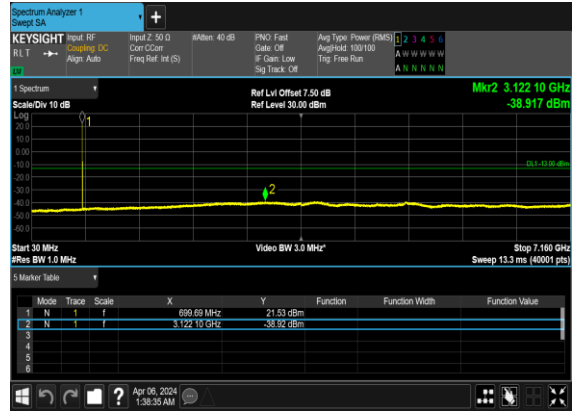 Spectrum Analyzer 1
Swept SA
+
KEYSIGHT Input: RF Input Z: 50 Ω #Atten: 40 dB PNO: Fast Avg Type: Power (RMS) 1 2 3 4 5 6
RLT Coupling: DC Corr CCorr Gate: Off Avg|Hold: 100/100 A W W W W W
Align: Auto Freq Ref: Int (S) IF Gain: Low Trig: Free Run
Sig Track: Off A N N N N N
1 Spectrum Ref Lvl Offset 7.50 dB Mkr2 3.122 10 GHz
Scale/Div 10 dB Ref Level 30.00 dBm -38.917 dBm
Log
1
20.0
10.0
0.00
-10.0
DL1 -13.00 dBm
-20.0
-30.0
2
-40.0
-50.0
-60.0
Start 30 MHz Video BW 3.0 MHz* Stop 7.160 GHz
#Res BW 1.0 MHz Sweep 13.3 ms (40001 pts)
5 Marker Table
Mode Trace Scale X Y Function Function Width Function Value
1 N 1 f 699.69 MHz 21.53 dBm
2 N 1 f 3.122 10 GHz -38.92 dBm
3
4
5
6
? Apr 06, 2024
1:38:35 AM